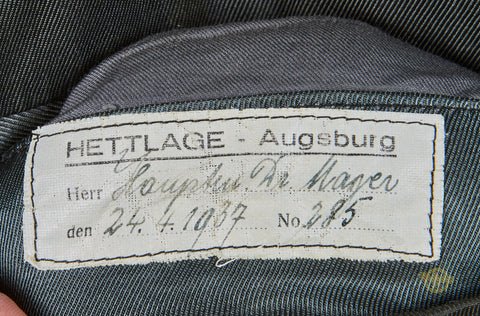 HETTLAGE - Augsburg
Herr Hauptm. Dr. Mayer
den 24.4.1937 No. 285